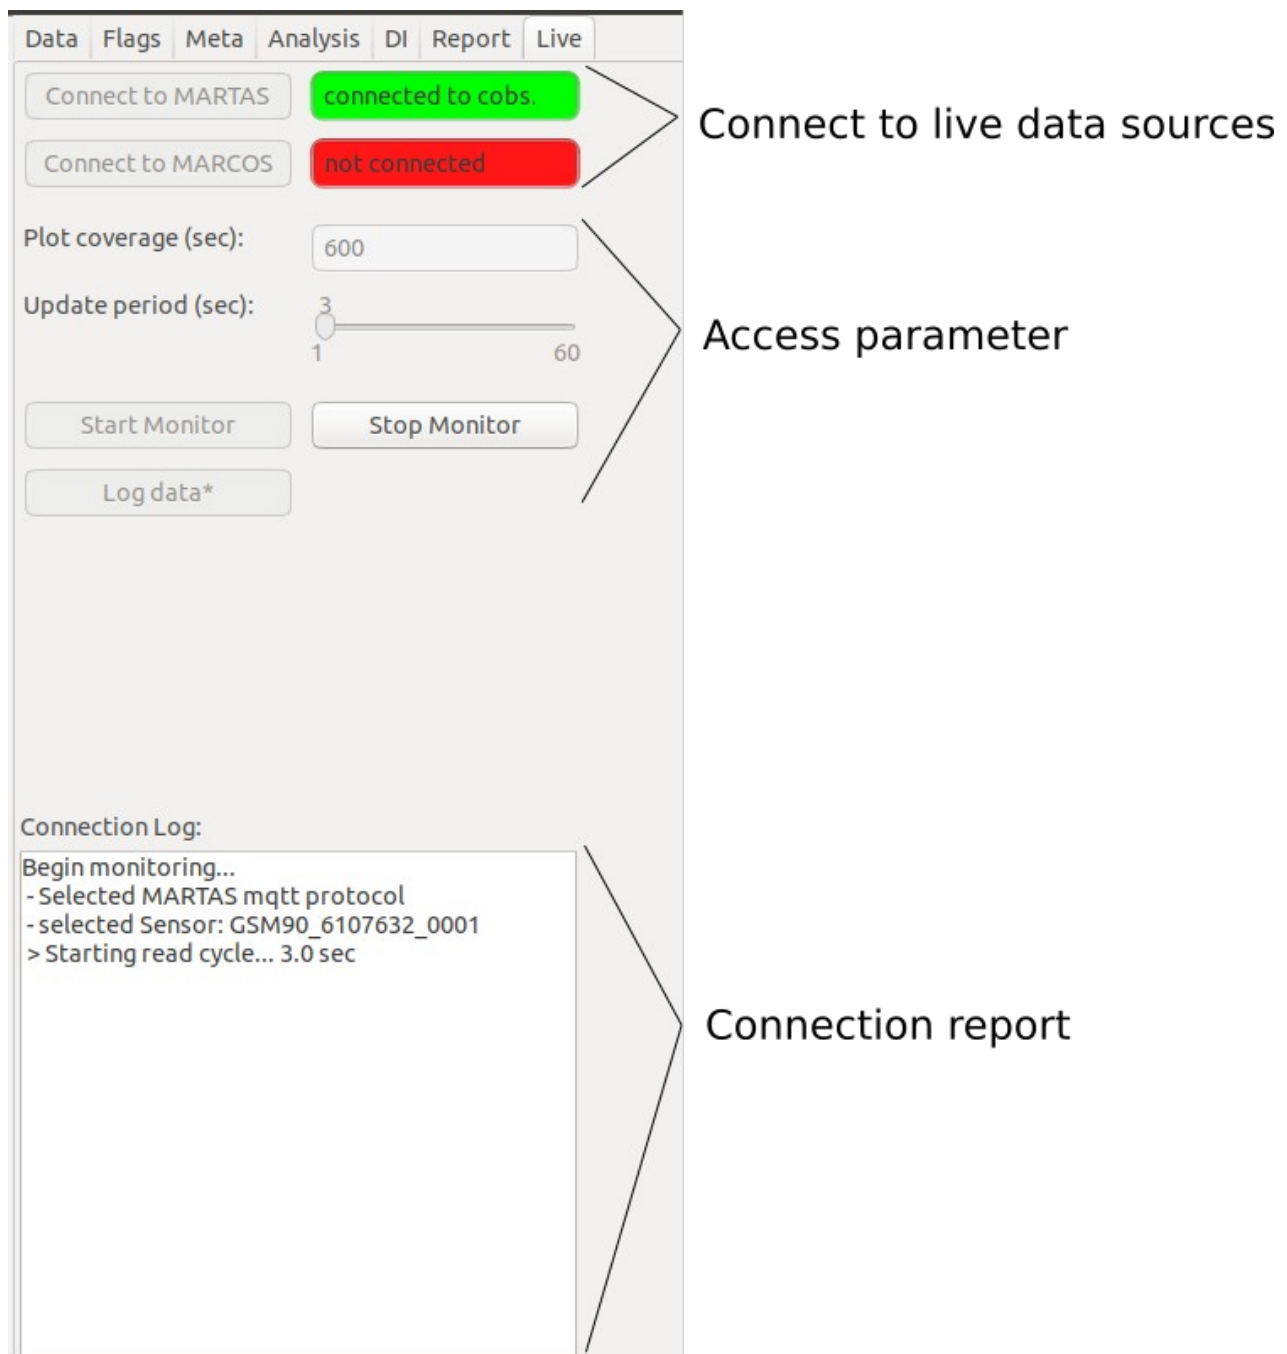 Data Flags Meta Analysis DI Report Live
Connect to MARTAS connected to cobs.
Connect to live data sources
Connect to MARCOS not connected
Plot coverage (sec): 600
Update period (sec): 3
1 60
Access parameter
Start Monitor Stop Monitor
Log data*
Connection Log:
Begin monitoring...
- Selected MARTAS mqtt protocol
- selected Sensor: GSM90_6107632_0001
> Starting read cycle... 3.0 sec
Connection report